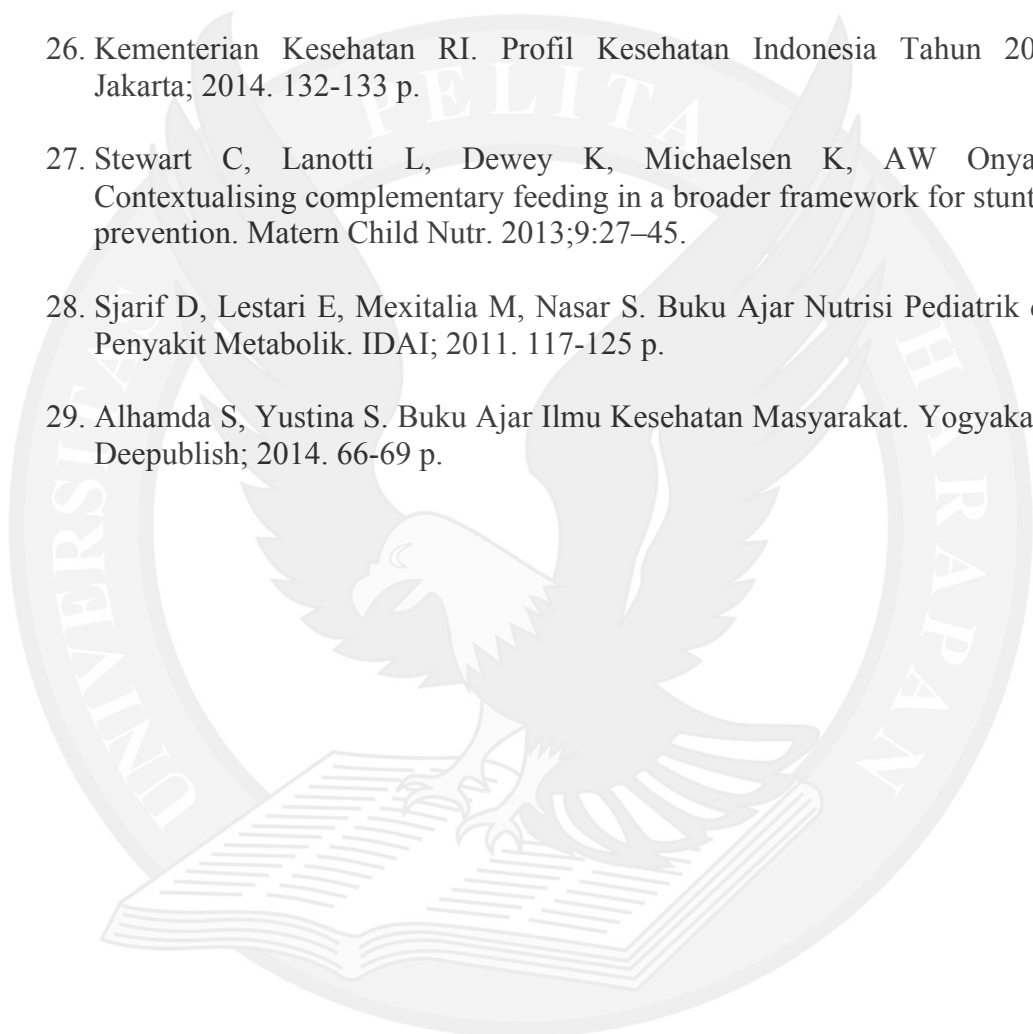 26. Kementerian Kesehatan RI. Profil Kesehatan Indonesia Tahun 20
Jakarta; 2014. 132-133 p.
27. Stewart C, Lanotti L, Dewey K, Michaelsen K, AW Onya
Contextualising complementary feeding in a broader framework for stunt
prevention. Matern Child Nutr. 2013;9:27–45.
28. Sjarif D, Lestari E, Mexitalia M, Nasar S. Buku Ajar Nutrisi Pediatrik
Penyakit Metabolik. IDAI; 2011. 117-125 p.
29. Alhamda S, Yustina S. Buku Ajar Ilmu Kesehatan Masyarakat. Yogyaka
Deepublish; 2014. 66-69 p.
UNIVERSITAS PELITA HARAPAN